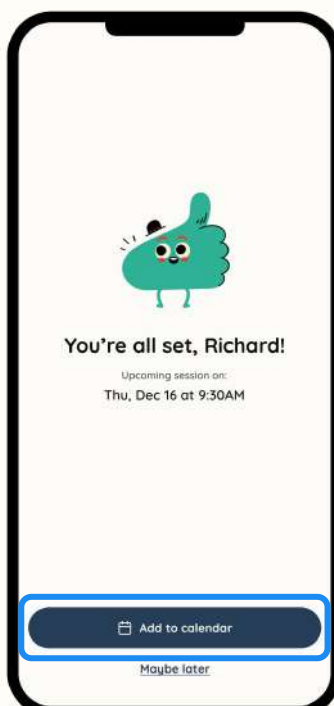 You're all set, Richard!
Upcoming session on:
Thu, Dec 16 at 9:30AM
Add to calendar
Maybe later